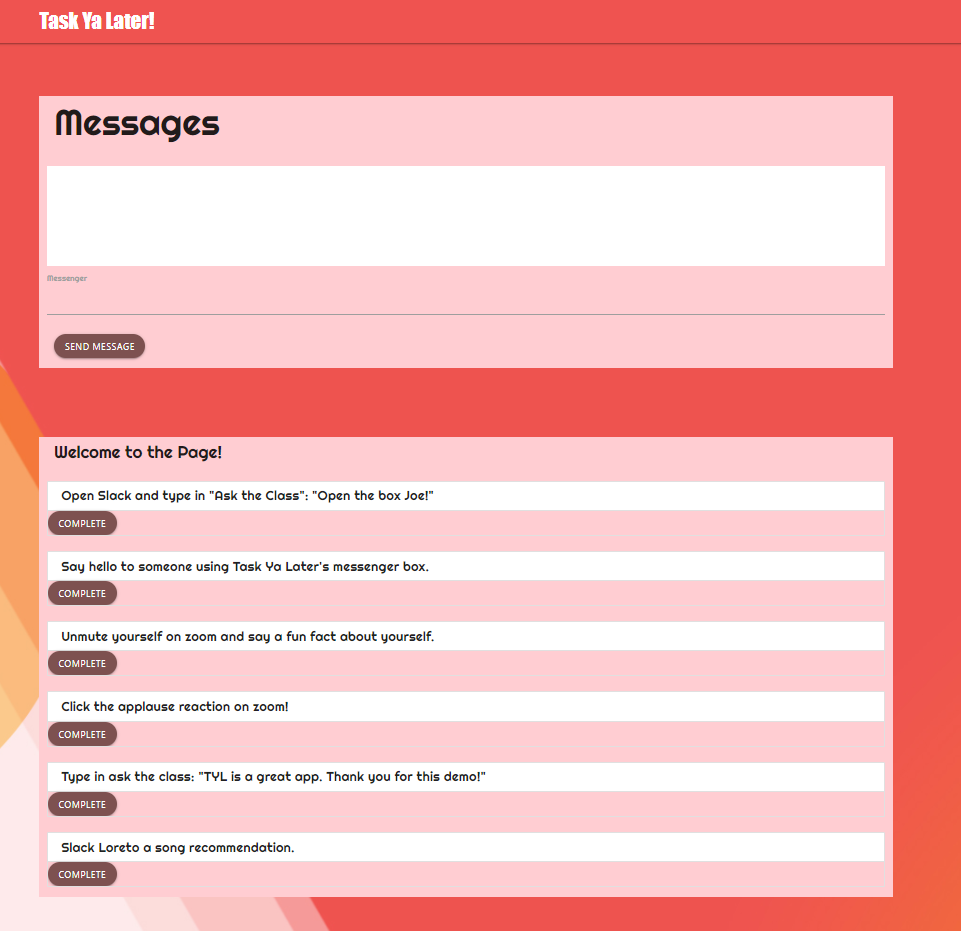 Task Ya Later!
Messages
Messenger
SEND MESSAGE
Welcome to the Page!
Open Slack and type in "Ask the Class": "Open the box Joe!"
COMPLETE
Say hello to someone using Task Ya Later's messenger box.
COMPLETE
Unmute yourself on zoom and say a fun fact about yourself.
COMPLETE
Click the applause reaction on zoom!
COMPLETE
Type in ask the class: "TYL is a great app. Thank you for this demo!"
COMPLETE
Slack Loreto a song recommendation.
COMPLETE